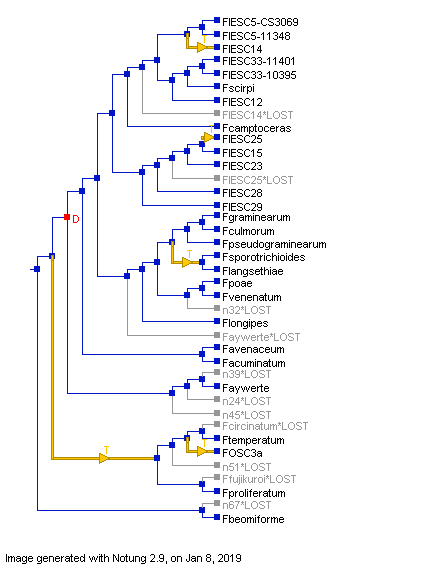 FIESC5-CS3069
FIESC5-11348
T
FIESC14
FIESC33-11401
FIESC33-10395
Fscirpi
FIESC12
FIESC14*LOST
Fcamptoceras
FIESC25
FIESC15
FIESC23
FIESC25*LOST
FIESC28
FIESC29
Fgraminearum
D
Fculmorum
Fpseudograminearum
T
Fsporotrichioides
Flangsethiae
Fpoae
Fvenenatum
n32*LOST
Flongipes
Faywerte*LOST
Favenaceum
Facuminatum
n39*LOST
Faywerte
n24*LOST
n45*LOST
Fcircinatum*LOST
Ftemperatum
T
T
FOSC3a
n51*LOST
Ffujikuroi*LOST
Fproliferatum
n67*LOST
Fbeomiforme
Image generated with Notung 2.9, on Jan 8, 2019